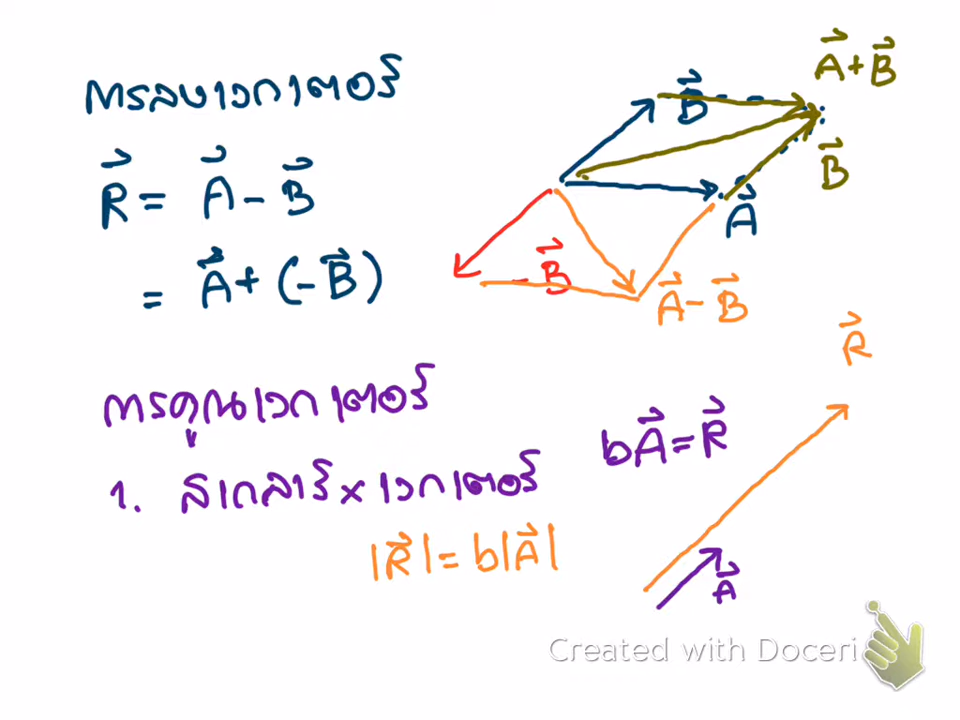 การลบเวกเตอร์
R⃗ = A⃗ - B⃗
= A⃗ + (-B⃗)
B⃗
A⃗+B⃗
B⃗
A⃗
-B⃗
A⃗-B⃗
การคูณเวกเตอร์
1. สเกลาร์ × เวกเตอร์
bA⃗ = R⃗
|R⃗| = b|A⃗|
R⃗
A⃗
Created with Doceri